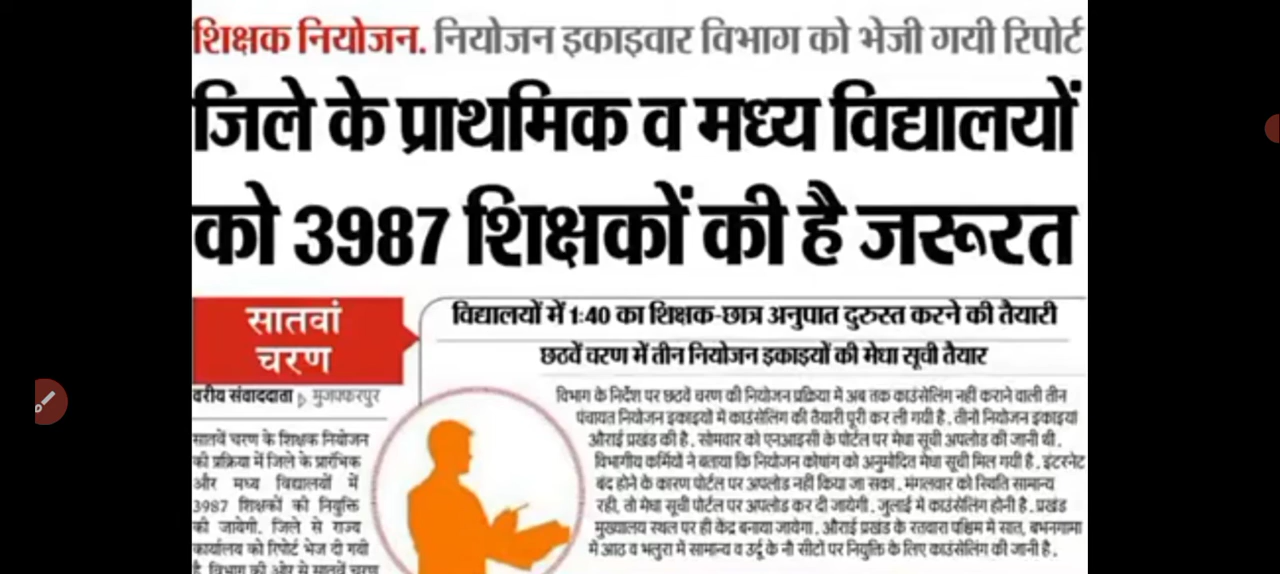 शिक्षक नियोजन. नियोजन इकाइवार विभाग को भेजी गयी रिपोर्ट
जिले के प्राथमिक व मध्य विद्यालयों
को 3987 शिक्षकों की है जरूरत
सातवां
चरण
विद्यालयों में 1:40 का शिक्षक-छात्र अनुपात दुरुस्त करने की तैयारी
छठवें चरण में तीन नियोजन इकाइयों की मेधा सूची तैयार
वरीय संवाददाता मुजफ्फरपुर
सातवें चरण के शिक्षक नियोजन
की प्रक्रिया में जिले के प्रारंभिक
और मध्य विद्यालयों में
3987 शिक्षकों की नियुक्ति
की जायेगी. जिले से राज्य
कार्यालय को रिपोर्ट भेज दी गयी
है. विभाग की ओर से सातवें चरण
विभाग के निर्देश पर छठवें चरण की नियोजन प्रक्रिया में अब तक काउंसेलिंग नहीं कराने वाली तीन
पंचायत नियोजन इकाइयों में काउंसेलिंग की तैयारी पूरी कर ली गयी है. तीनों नियोजन इकाइयां
औराई प्रखंड की है. सोमवार को एनआइसी के पोर्टल पर मेधा सूची अपलोड की जानी थी.
विभागीय कर्मियों ने बताया कि नियोजन कोषांग को अनुमोदित मेधा सूची मिल गयी है. इंटरनेट
बंद होने के कारण पोर्टल पर अपलोड नहीं किया जा सका. मंगलवार को स्थिति सामान्य
रही, तो मेधा सूची पोर्टल पर अपलोड कर दी जायेगी. जुलाई में काउंसेलिंग होनी है. प्रखंड
मुख्यालय स्थल पर ही केंद्र बनाया जायेगा. औराई प्रखंड के रतवारा पश्चिम में सात, बभनगामा
में आठ व भलुरा में सामान्य व उर्दू के नौ सीटों पर नियुक्ति के लिए काउंसेलिंग की जानी है.